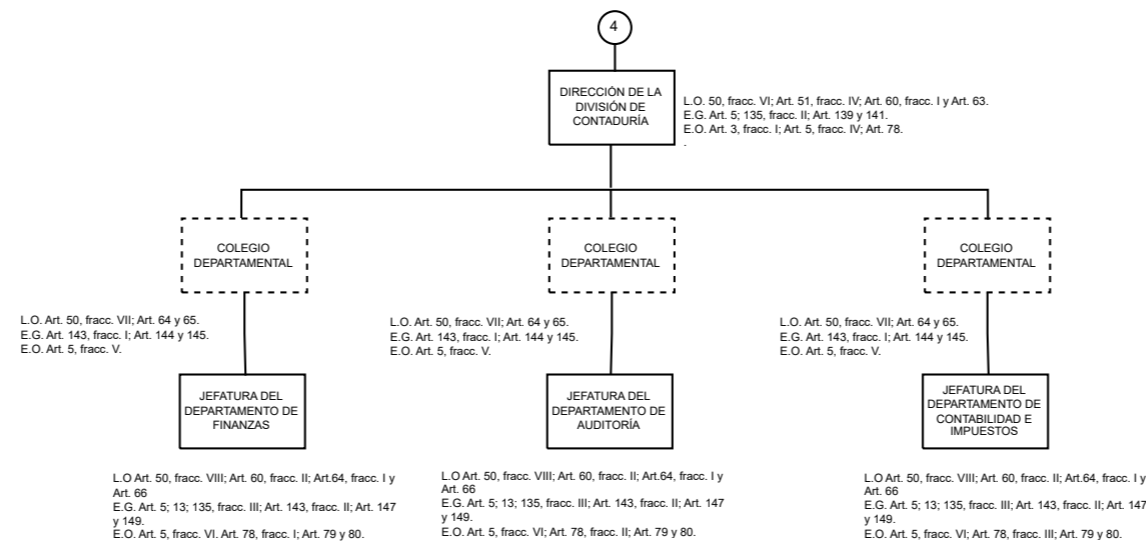 4
DIRECCIÓN DE LA
DIVISIÓN DE
CONTADURÍA
L.O. 50, fracc. VI; Art. 51, fracc. IV; Art. 60, fracc. I y Art. 63.
E.G. Art. 5; 135, fracc. II; Art. 139 y 141.
E.O. Art. 3, fracc. I; Art. 5, fracc. IV; Art. 78.
.
COLEGIO
DEPARTAMENTAL
COLEGIO
DEPARTAMENTAL
COLEGIO
DEPARTAMENTAL
L.O. Art. 50, fracc. VII; Art. 64 y 65.
E.G. Art. 143, fracc. I; Art. 144 y 145.
E.O. Art. 5, fracc. V.
L.O. Art. 50, fracc. VII; Art. 64 y 65.
E.G. Art. 143, fracc. I; Art. 144 y 145.
E.O. Art. 5, fracc. V.
L.O. Art. 50, fracc. VII; Art. 64 y 65.
E.G. Art. 143, fracc. I; Art. 144 y 145.
E.O. Art. 5, fracc. V.
JEFATURA DEL
DEPARTAMENTO DE
FINANZAS
JEFATURA DEL
DEPARTAMENTO DE
AUDITORÍA
JEFATURA DEL
DEPARTAMENTO DE
CONTABILIDAD E
IMPUESTOS
L.O Art. 50, fracc. VIII; Art. 60, fracc. II; Art.64, fracc. I y
Art. 66
E.G. Art. 5; 13; 135, fracc. III; Art. 143, fracc. II; Art. 147
y 149.
E.O. Art. 5, fracc. VI. Art. 78, fracc. I; Art. 79 y 80.
L.O Art. 50, fracc. VIII; Art. 60, fracc. II; Art.64, fracc. I y
Art. 66
E.G. Art. 5; 13; 135, fracc. III; Art. 143, fracc. II; Art. 147
y 149.
E.O. Art. 5, fracc. VI; Art. 78, fracc. II; Art. 79 y 80.
L.O Art. 50, fracc. VIII; Art. 60, fracc. II; Art.64, fracc. I y
Art. 66
E.G. Art. 5; 13; 135, fracc. III; Art. 143, fracc. II; Art. 147
y 149.
E.O. Art. 5, fracc. VI; Art. 78, fracc. III; Art. 79 y 80.